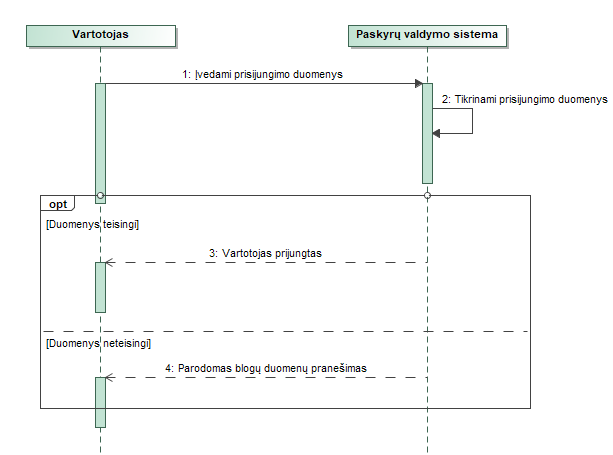 Vartotojas
Paskyrų valdymo sistema
1: Įvedami prisijungimo duomenys
2: Tikrinami prisijungimo duomenys
opt
[Duomenys teisingi]
3: Vartotojas prijungtas
[Duomenys neteisingi]
4: Parodomas blogų duomenų pranešimas